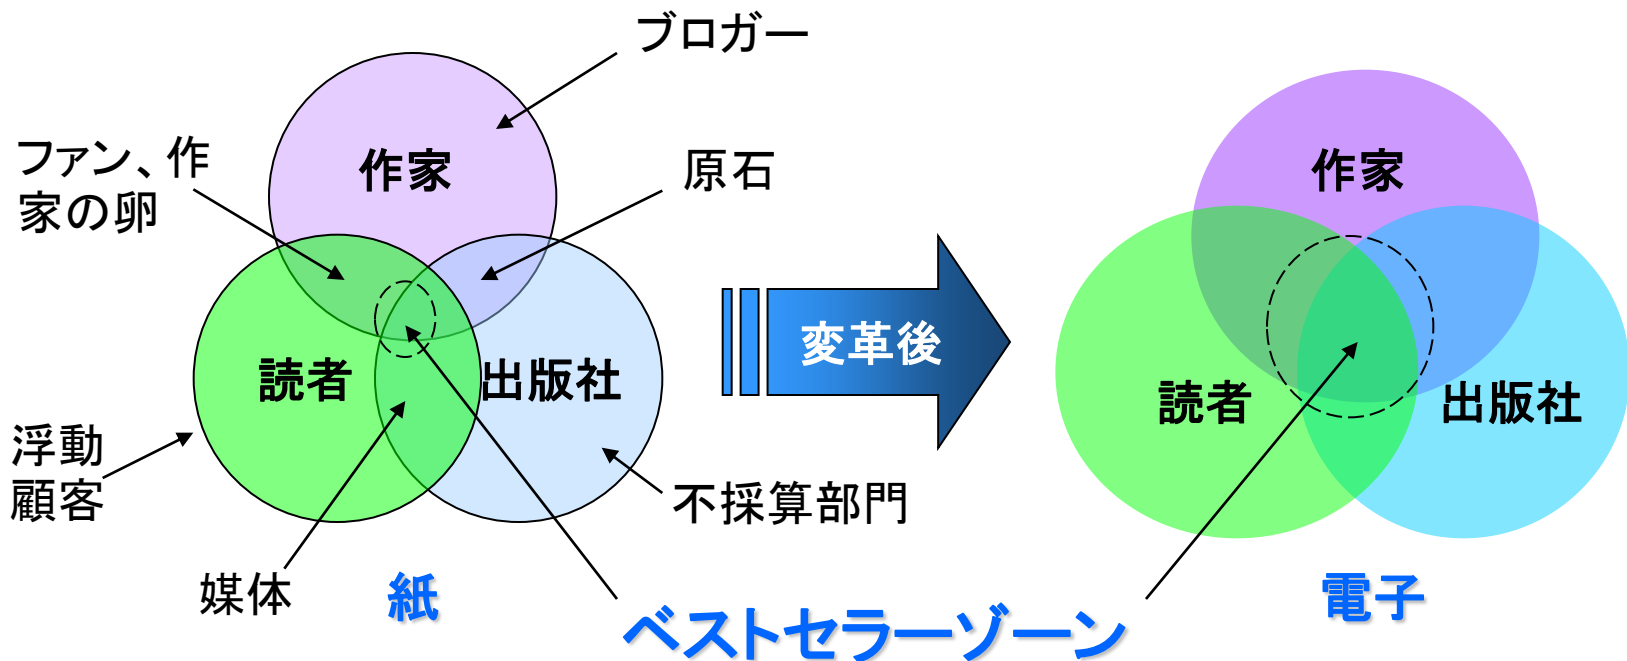 ブロガー
作家
ファン、作
家の卵
原石
読者
出版社
浮動
顧客
不採算部門
媒体
紙
変革後
作家
読者
出版社
電子
ベストセラーゾーン